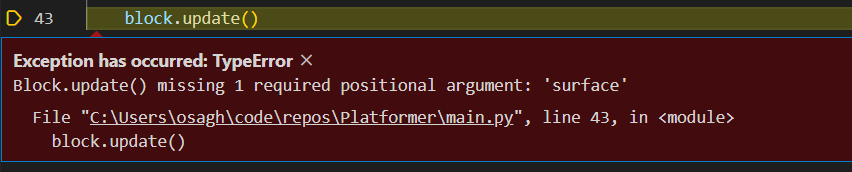 43 block.update()
Exception has occurred: TypeError ×
Block.update() missing 1 required positional argument: 'surface'
File "C:\Users\osagh\code\repos\Platformer\main.py", line 43, in <module>
block.update()